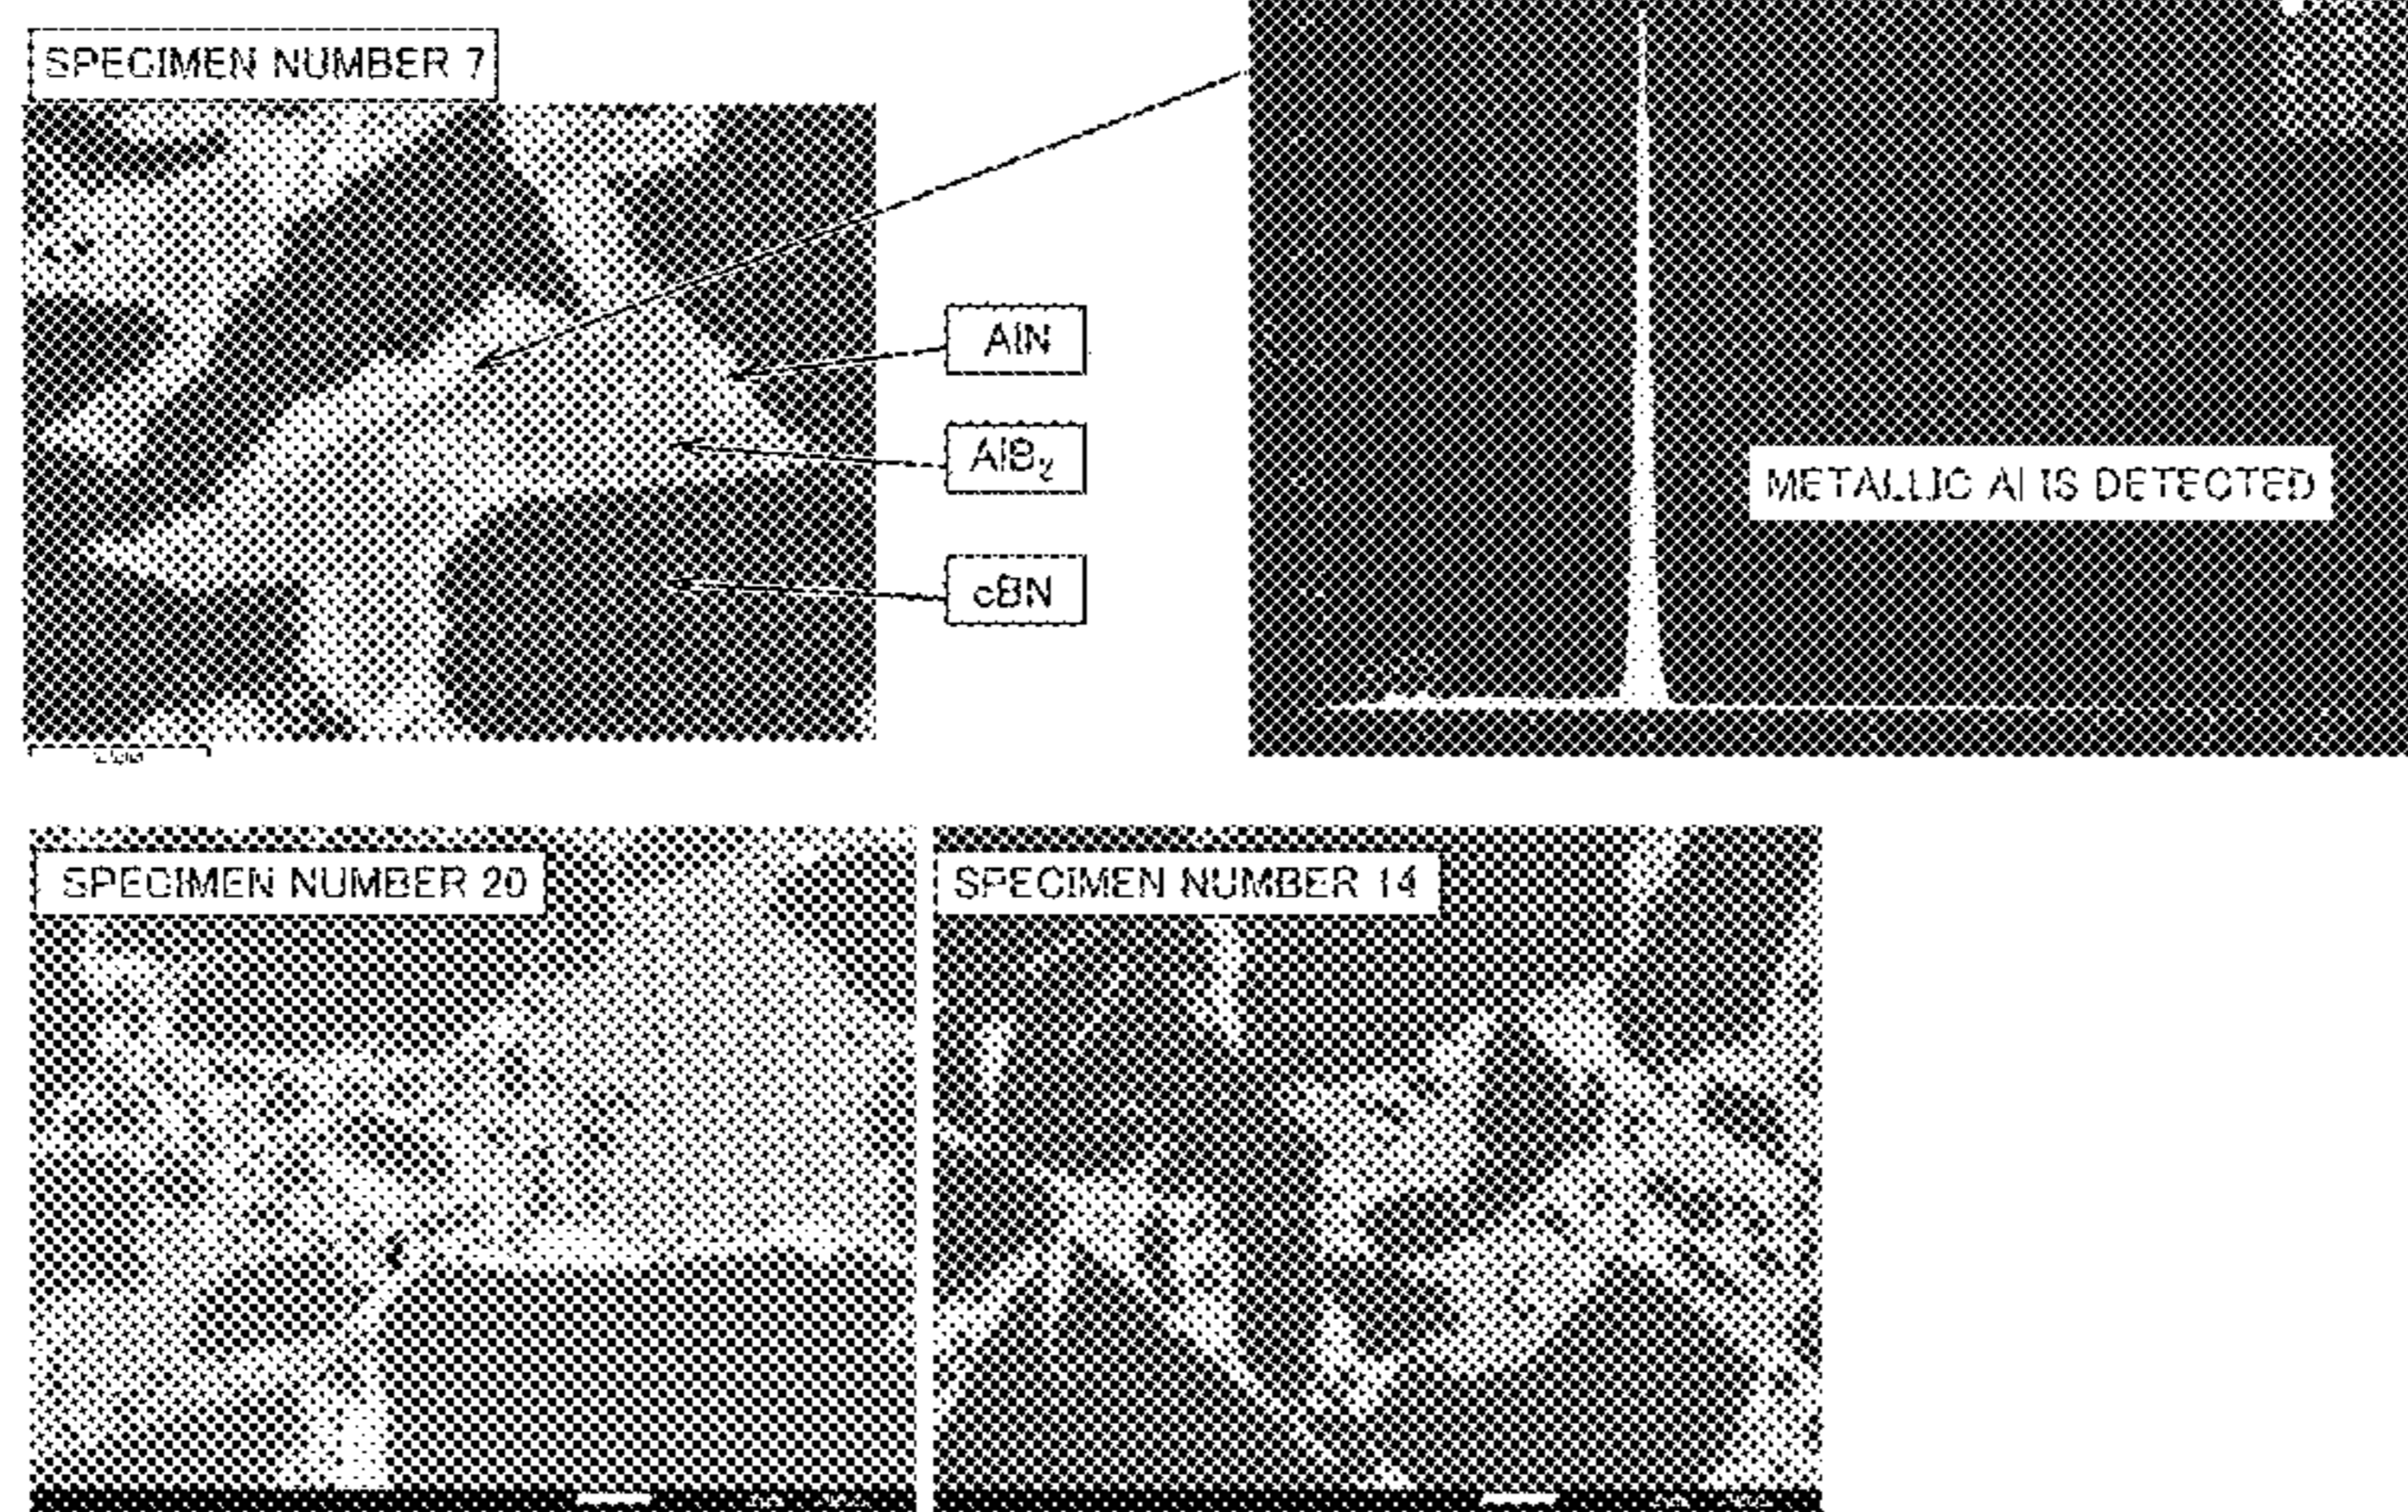 SPECIMEN NUMBER 7
AlN
AlB₂
cBN
METALLIC Al IS DETECTED
SPECIMEN NUMBER 20
SPECIMEN NUMBER 14